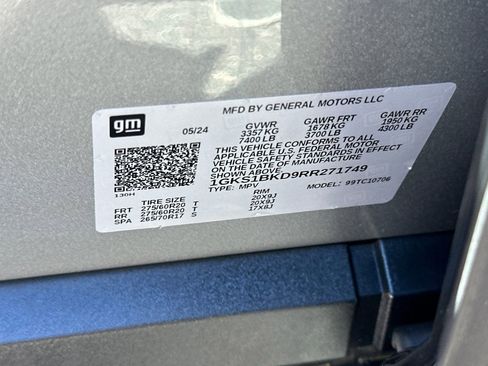 MFD BY GENERAL MOTORS LLC
gm
05/24 GVWR GAWR FRT GAWR RR
3357 KG 1678 KG 1950 KG
7400 LB 3700 LB 4300 LB
THIS VEHICLE CONFORMS TO ALL
APPLICABLE U.S. FEDERAL MOTOR
VEHICLE SAFETY STANDARDS IN EFFECT
ON THE DATE OF MANUFACTURE
SHOWN ABOVE
1GKS1BKD9RR271749
TYPE: MPV MODEL: 99TC10706
130H
TIRE SIZE RIM
FRT 275/60R20 T 20X9J
RR 275/60R20 T 20X9J
SPA 265/70R17 S 17X8J